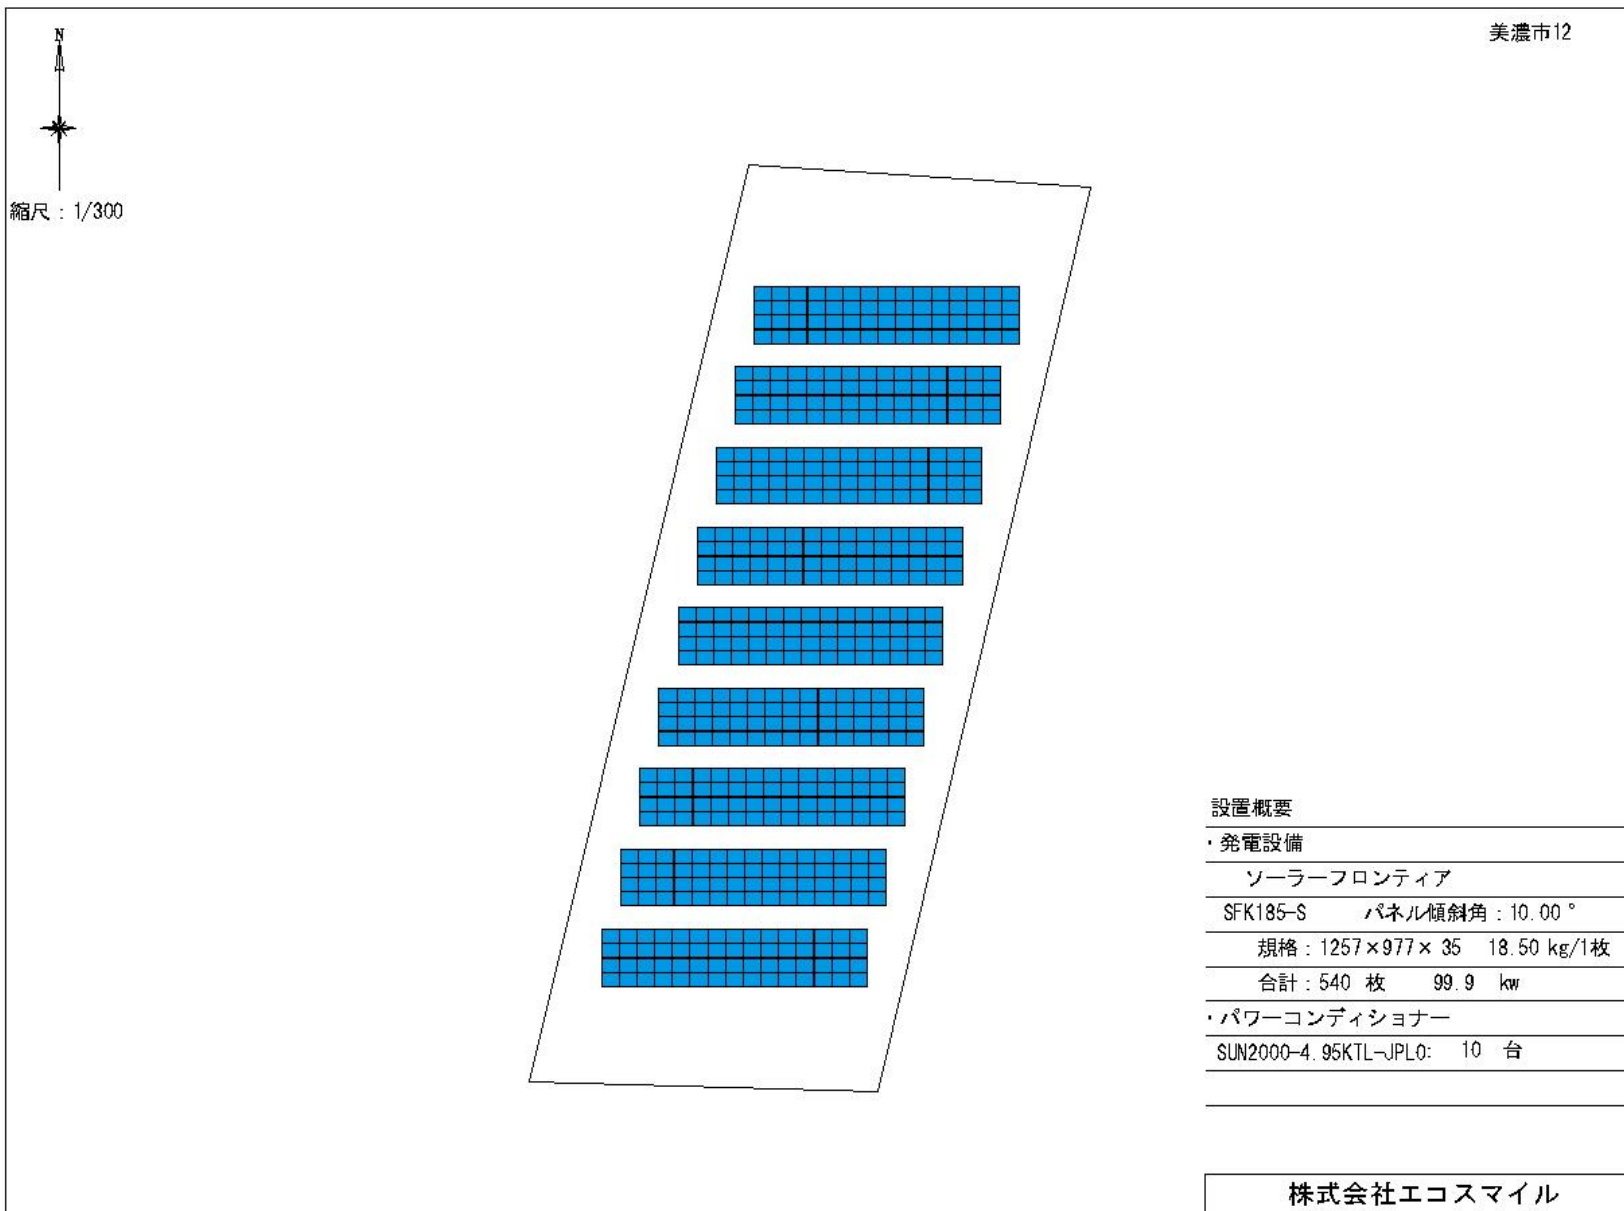 美濃市12
N
縮尺：1/300
設置概要
・発電設備
ソーラーフロンティア
SFK185-S　パネル傾斜角：10.00°
規格：1257×977× 35　18.50 kg/1枚
合計：540 枚　99.9 kw
・パワーコンディショナー
SUN2000-4.95KTL-JPL0:　10 台
株式会社エコスマイル